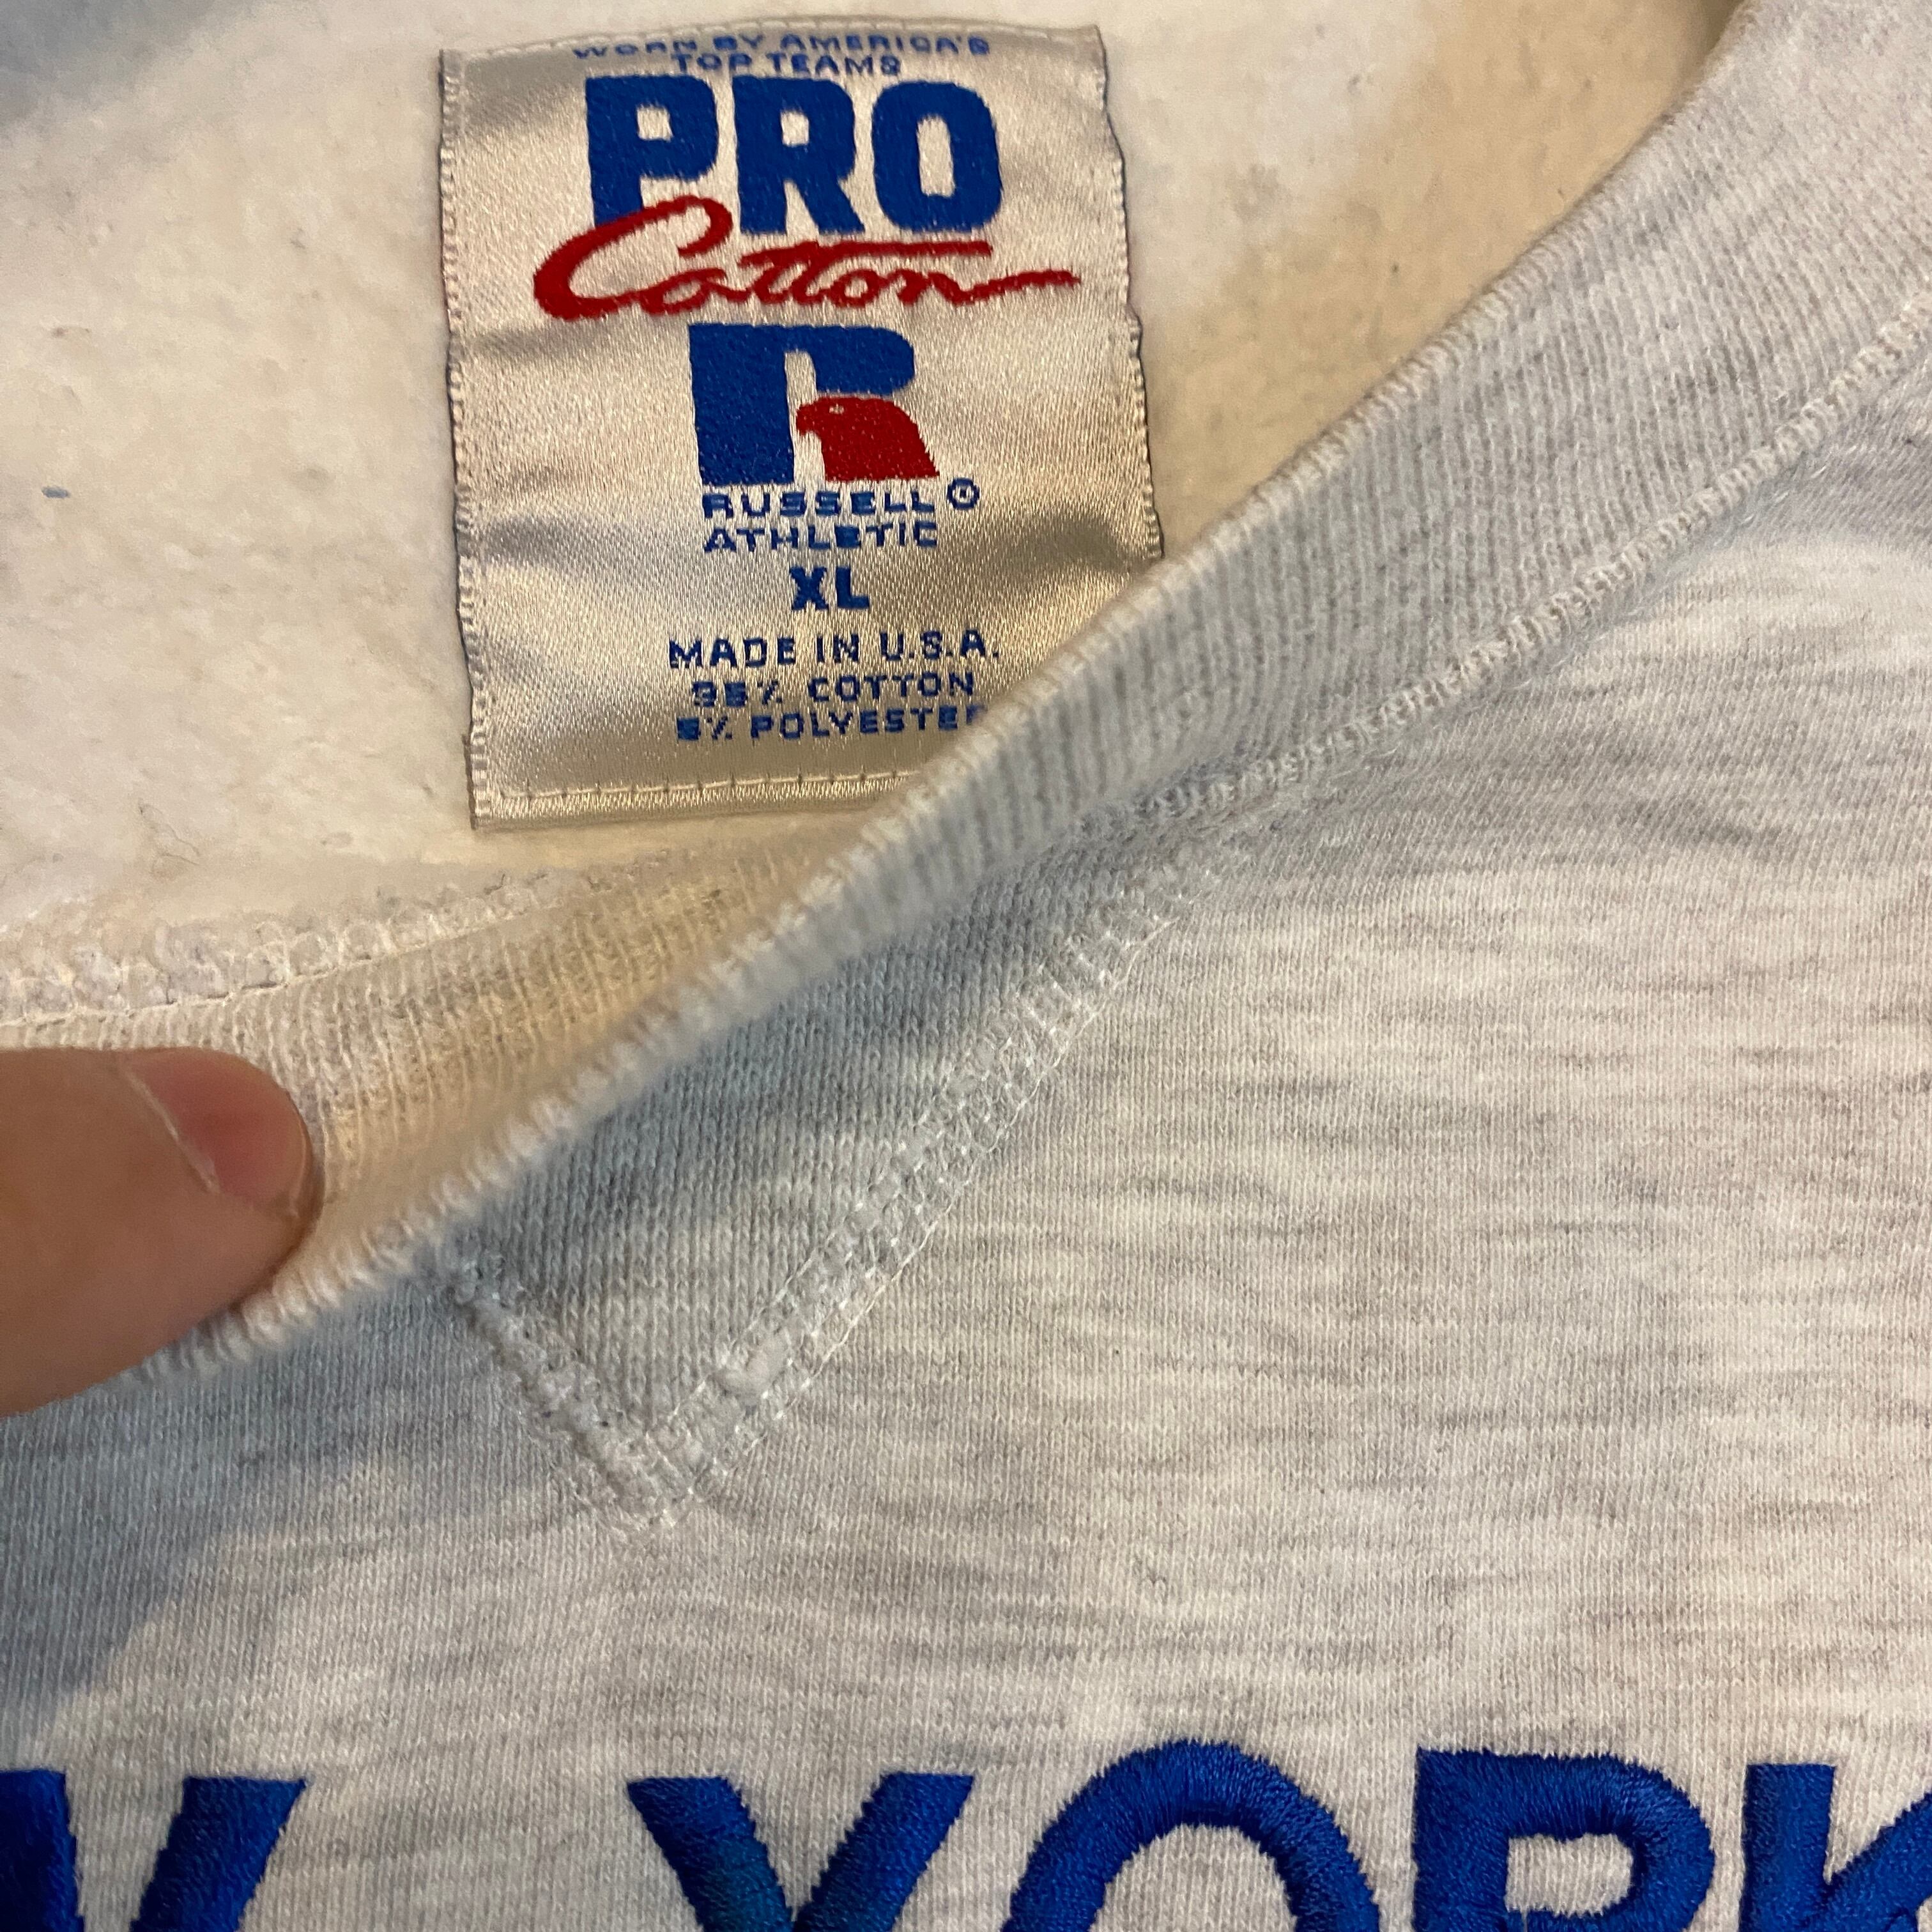 WORN BY AMERICA'S
TOP TEAMS
PRO
Cotton
RUSSELL®
ATHLETIC
XL
MADE IN U.S.A.
95% COTTON
5% POLYESTER
W YORK